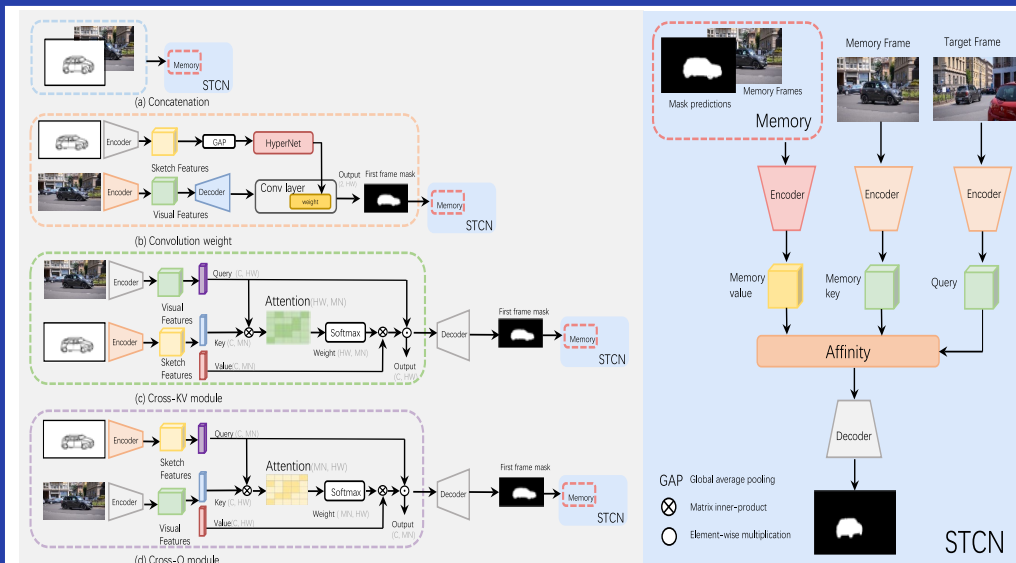 Memory
STCN
(a) Concatenation
Encoder
GAP
HyperNet
Sketch Features
Encoder
Decoder
Conv layer
weight
Output
(2, HW)
First frame mask
Visual Features
Memory
STCN
(b) Convolution weight
Encoder
Visual
Features
Query (C, HW)
Attention(HW, MN)
Softmax
Weight (HW, MN)
Encoder
Sketch
Features
Key (C, MN)
Value(C, MN)
Output
(C, HW)
Decoder
First frame mask
Memory
STCN
(c) Cross-KV module
Encoder
Sketch
Features
Query(C, MN)
Attention(MN, HW)
Softmax
Weight ( MN, HW)
Encoder
Visual
Features
Key (C, HW)
Value(C, HW)
Output
(C, MN)
Decoder
First frame mask
Memory
STCN
(d) Cross-Q module
Mask predictions
Memory Frames
Memory
Memory Frame
Target Frame
Encoder
Encoder
Encoder
Memory
value
Memory
key
Query
Affinity
Decoder
GAP Global average pooling
Matrix inner-product
Element-wise multiplication
STCN